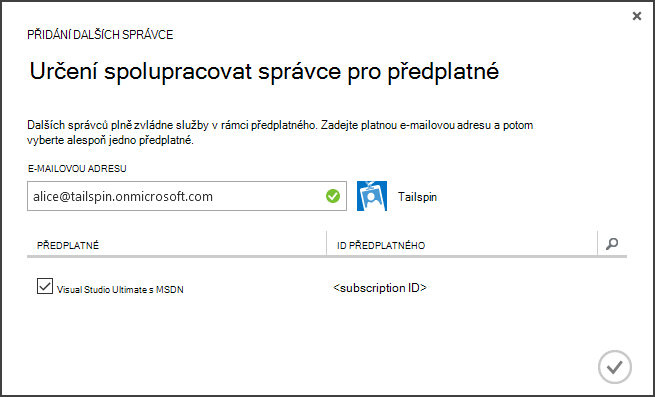 PŘIDÁNÍ DALŠÍCH SPRÁVCE
Určení spolupracovat správce pro předplatné
Dalších správců plně zvládne služby v rámci předplatného. Zadejte platnou e-mailovou adresu a potom
vyberte alespoň jedno předplatné.
E-MAILOVOU ADRESU
alice@tailspin.onmicrosoft.com Tailspin
PŘEDPLATNÉ ID PŘEDPLATNÉHO
Visual Studio Ultimate s MSDN <subscription ID>